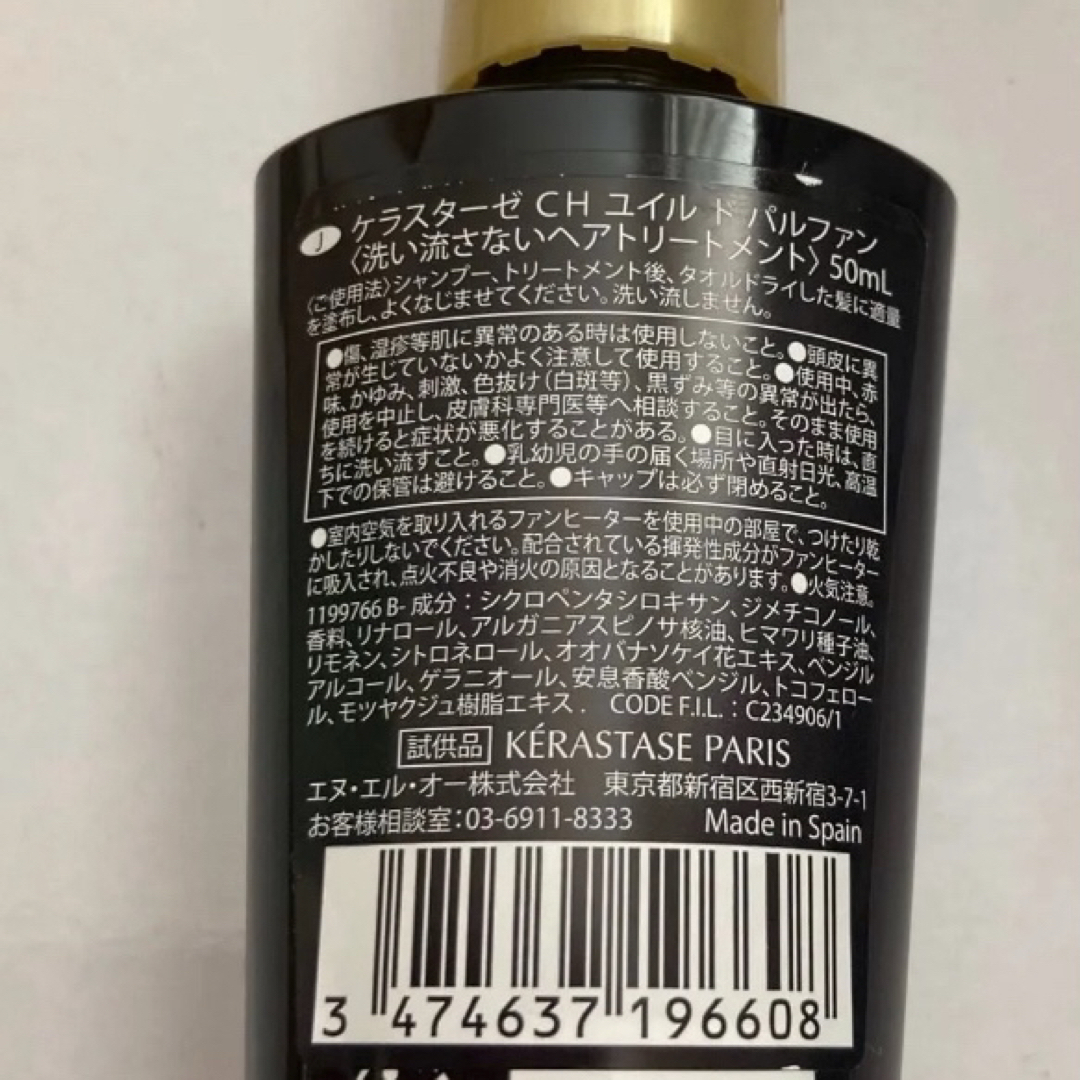 J ケラスターゼ CH ユイル ド パルファン
〈洗い流さないヘアトリートメント〉50mL
〈ご使用法〉シャンプー、トリートメント後、タオルドライした髪に適量
を塗布し、よくなじませてください。洗い流しません。
●傷、湿疹等肌に異常のある時は使用しないこと。●頭皮に異
常が生じていないかよく注意して使用すること。●使用中、赤
味、かゆみ、刺激、色抜け(白斑等)、黒ずみ等の異常が出たら、
使用を中止し、皮膚科専門医等へ相談すること。そのまま使用
を続けると症状が悪化することがある。●目に入った時は、直
ちに洗い流すこと。●乳幼児の手の届く場所や直射日光、高温
下での保管は避けること。●キャップは必ず閉めること。
●室内空気を取り入れるファンヒーターを使用中の部屋で、つけたり乾
かしたりしないでください。配合されている揮発性成分がファンヒーター
に吸入され、点火不良や消火の原因となることがあります。●火気注意。
1199766 B- 成分：シクロペンタシロキサン、ジメチコノール、
香料、リナロール、アルガニアスピノサ核油、ヒマワリ種子油、
リモネン、シトロネロール、オオバナソケイ花エキス、ベンジル
アルコール、ゲラニオール、安息香酸ベンジル、トコフェロー
ル、モツヤクジュ樹脂エキス． CODE F.I.L.：C234906/1
試供品 KÉRASTASE PARIS
エヌ・エル・オー株式会社 東京都新宿区西新宿3-7-1
お客様相談室：03-6911-8333 Made in Spain
3 474637 196608